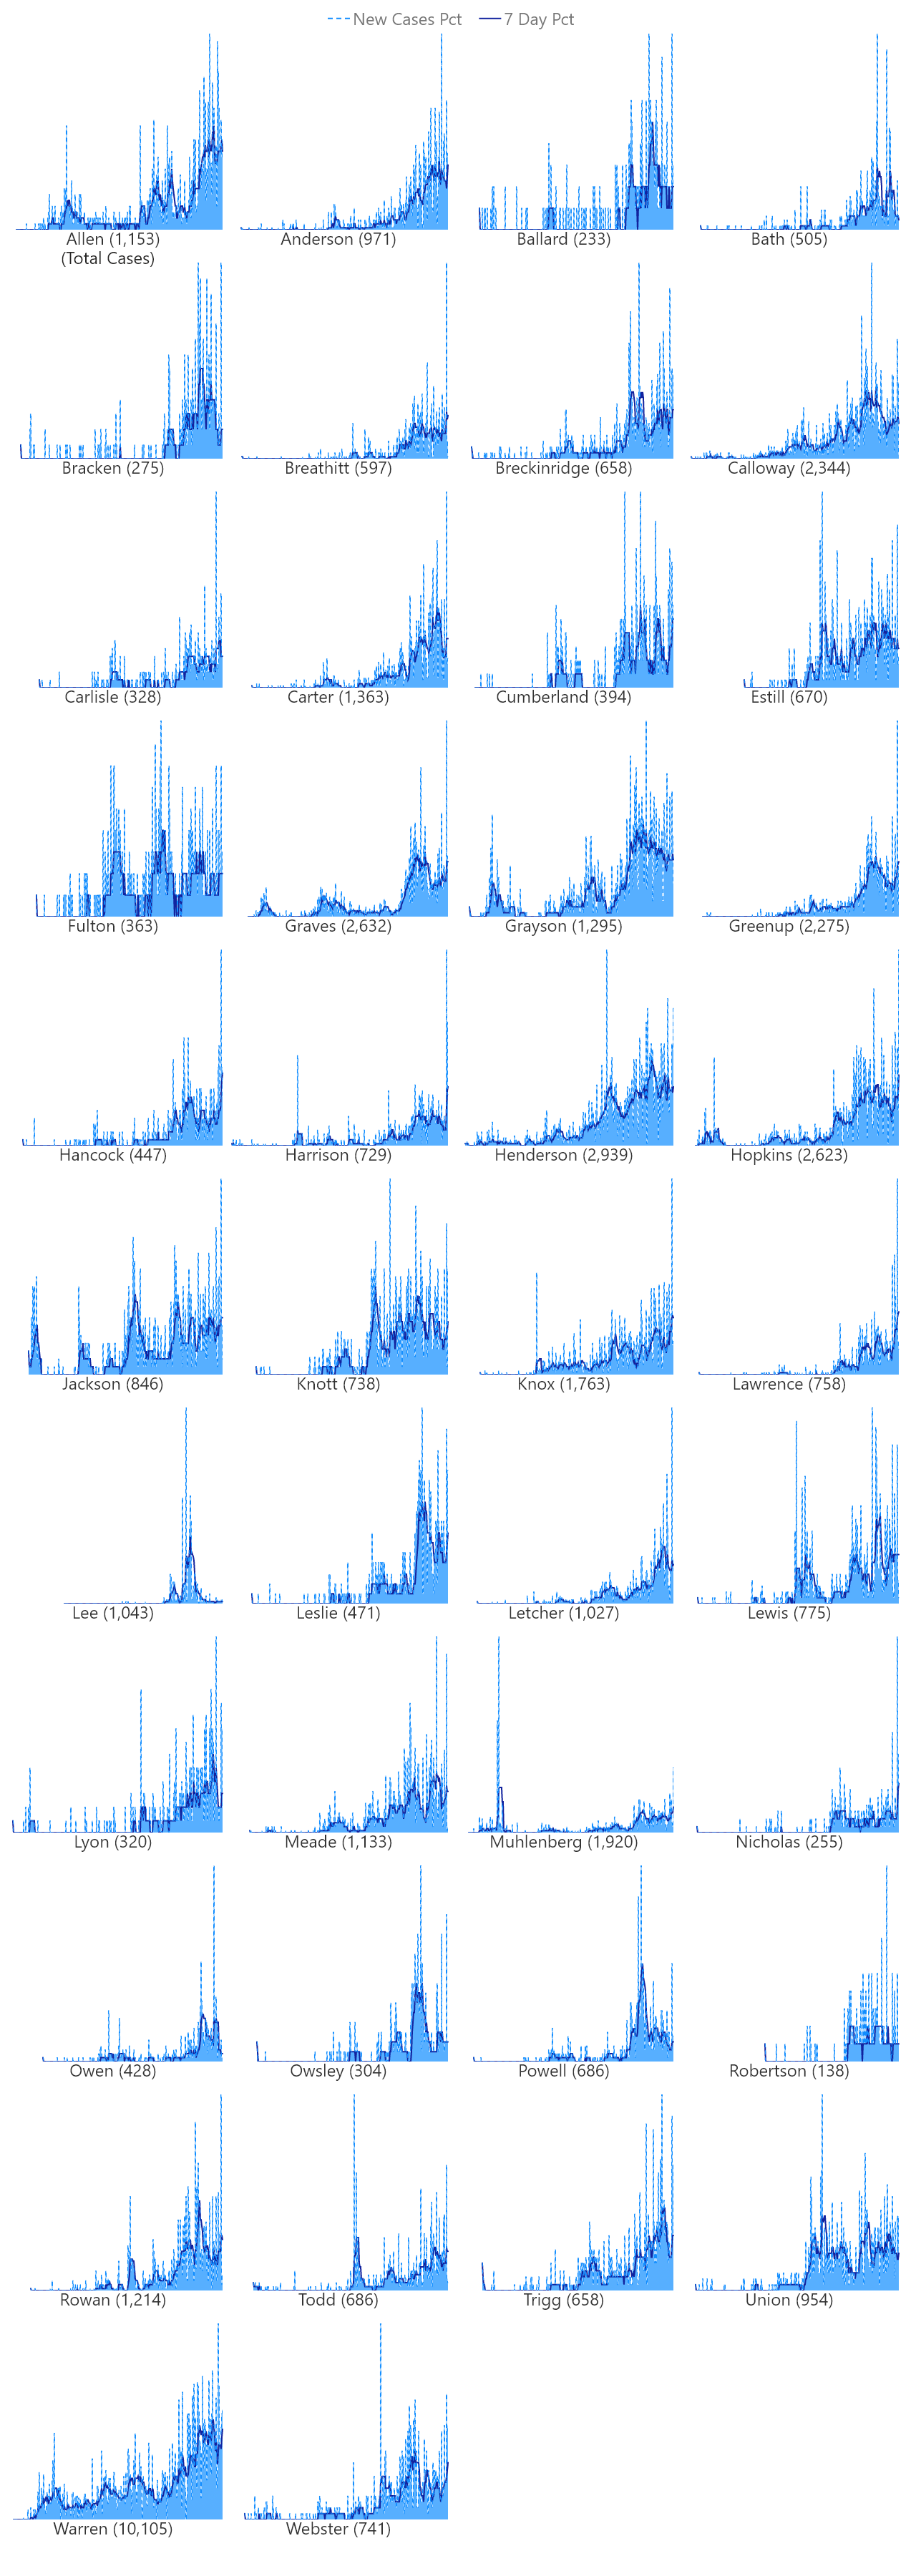 New Cases Pct 7 Day Pct
Allen (1,153) Anderson (971) Ballard (233) Bath (505)
(Total Cases)
Bracken (275) Breathitt (597) Breckinridge (658) Calloway (2,344)
Carlisle (328) Carter (1,363) Cumberland (394) Estill (670)
Fulton (363) Graves (2,632) Grayson (1,295) Greenup (2,275)
Hancock (447) Harrison (729) Henderson (2,939) Hopkins (2,623)
Jackson (846) Knott (738) Knox (1,763) Lawrence (758)
Lee (1,043) Leslie (471) Letcher (1,027) Lewis (775)
Lyon (320) Meade (1,133) Muhlenberg (1,920) Nicholas (255)
Owen (428) Owsley (304) Powell (686) Robertson (138)
Rowan (1,214) Todd (686) Trigg (658) Union (954)
Warren (10,105) Webster (741)